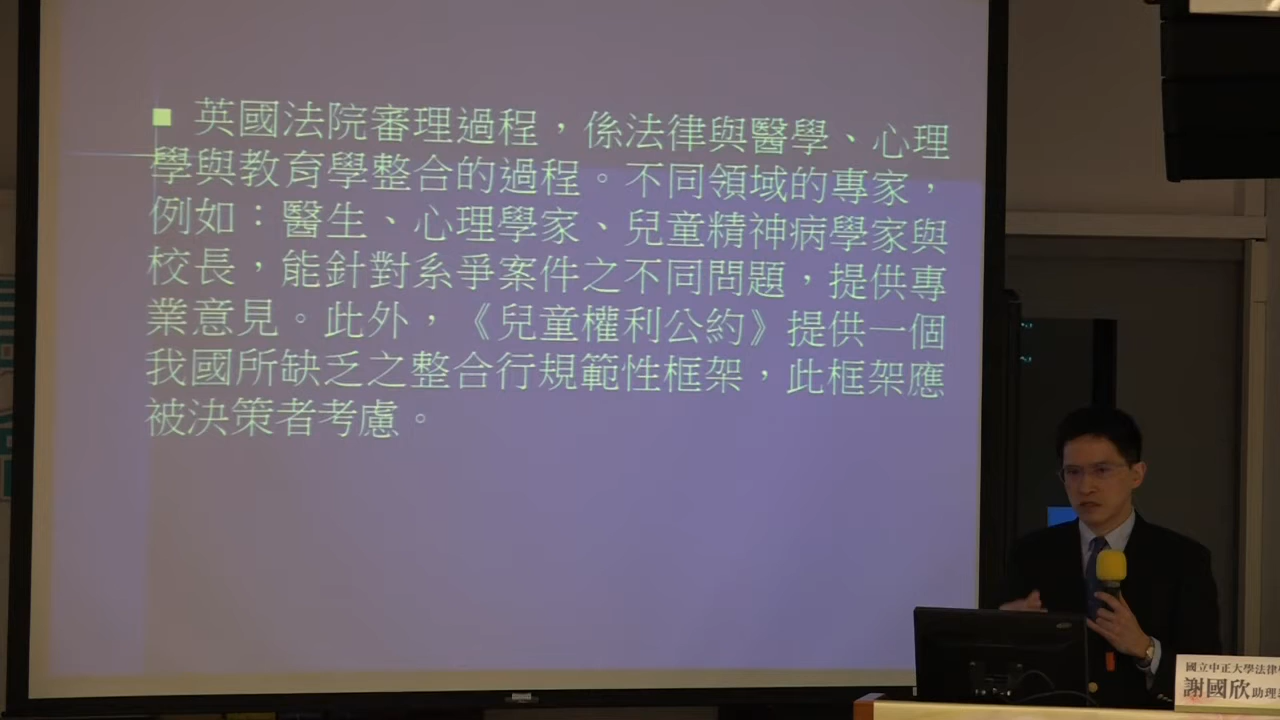 英國法院審理過程，係法律與醫學、心理
學與教育學整合的過程。不同領域的專家，
例如：醫生、心理學家、兒童精神病學家與
校長，能針對系爭案件之不同問題，提供專
業意見。此外，《兒童權利公約》提供一個
我國所缺乏之整合行規範性框架，此框架應
被決策者考慮。
國立中正大學法律
謝國欣助理